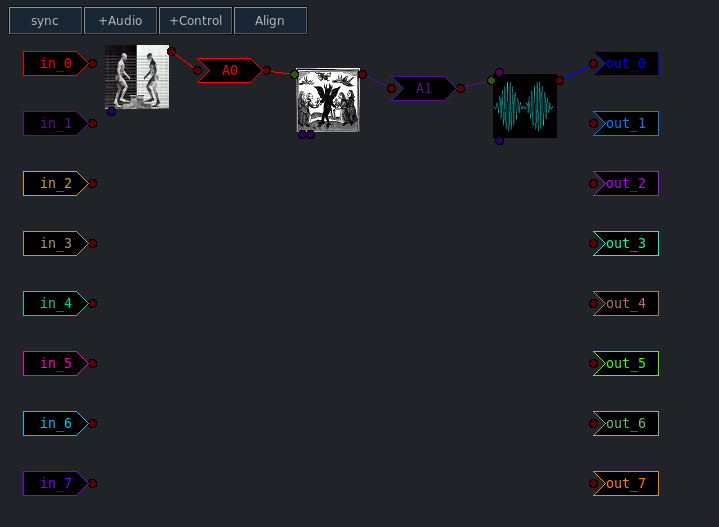 sync +Audio +Control Align
in_0 A0 A1 out_0
in_1 out_1
in_2 out_2
in_3 out_3
in_4 out_4
in_5 out_5
in_6 out_6
in_7 out_7